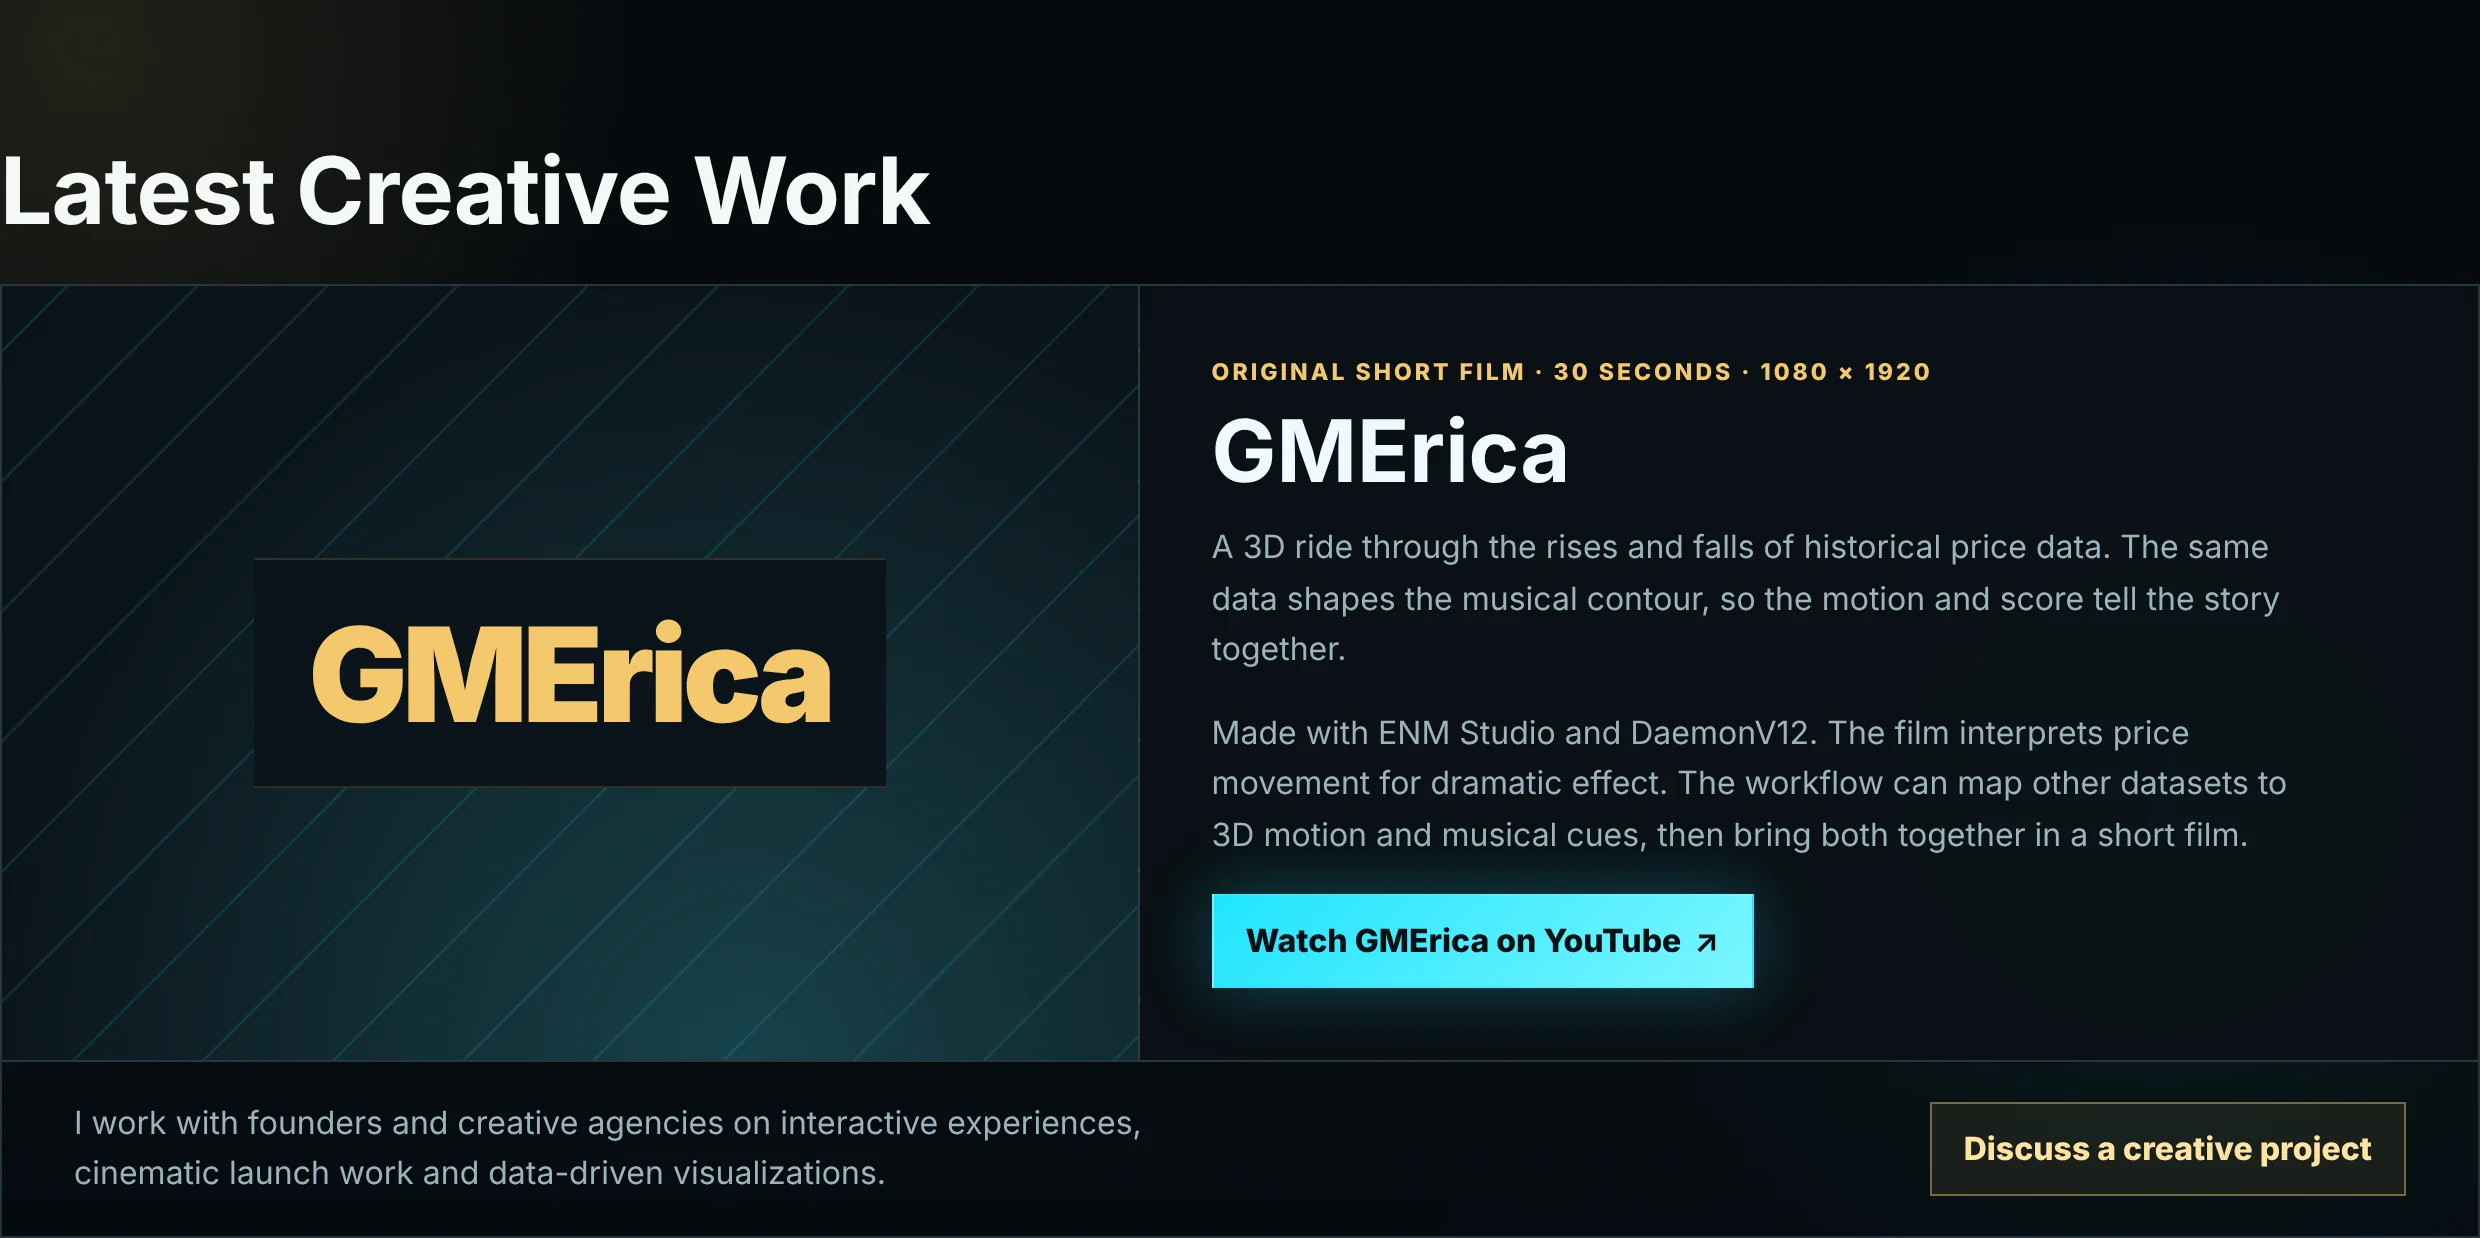 Latest Creative Work
GMErica
ORIGINAL SHORT FILM · 30 SECONDS · 1080 × 1920
GMErica
A 3D ride through the rises and falls of historical price data. The same
data shapes the musical contour, so the motion and score tell the story
together.
Made with ENM Studio and DaemonV12. The film interprets price
movement for dramatic effect. The workflow can map other datasets to
3D motion and musical cues, then bring both together in a short film.
Watch GMErica on YouTube ↗
I work with founders and creative agencies on interactive experiences,
cinematic launch work and data-driven visualizations.
Discuss a creative project